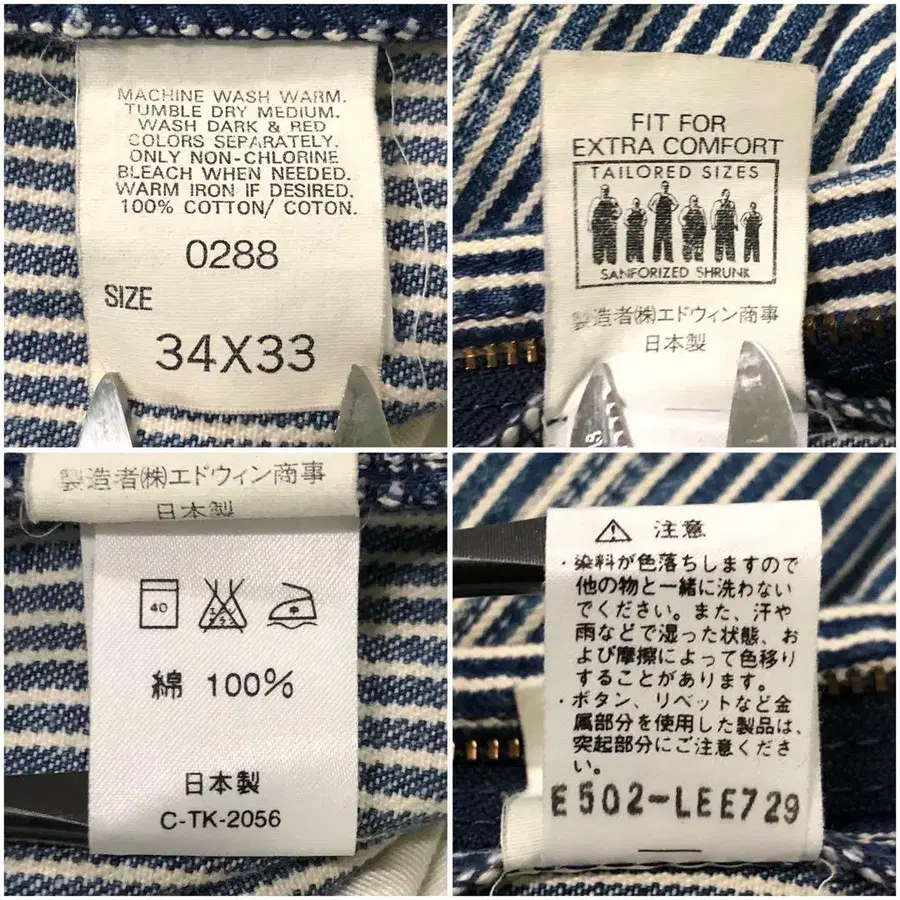 MACHINE WASH WARM.
TUMBLE DRY MEDIUM.
WASH DARK & RED
COLORS SEPARATELY.
ONLY NON-CHLORINE
BLEACH WHEN NEEDED.
WARM IRON IF DESIRED.
100% COTTON/ COTON.
0288
SIZE
34X33
FIT FOR
EXTRA COMFORT
TAILORED SIZES
SANFORIZED SHRUNK
製造者㈱エドウィン商事
日本製
製造者㈱エドウィン商事
日本製
40
綿 100%
日本製
C-TK-2056
注意
・染料が色落ちしますので
他の物と一緒に洗わない
でください。また、汗や
雨などで湿った状態、お
よび摩擦によって色移り
することがあります。
・ボタン、リベットなど金
属部分を使用した製品は、
突起部分にご注意くださ
い。
E502-LEE729